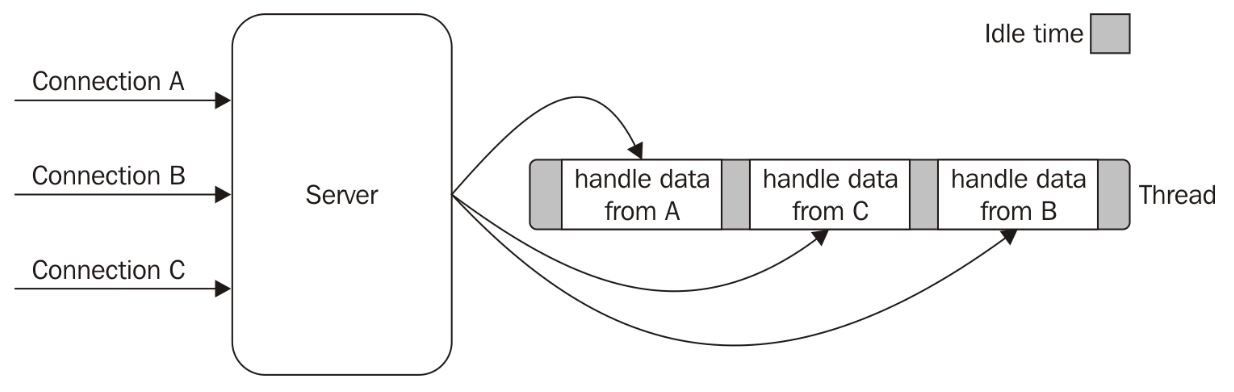 Idle time
Connection A
Connection B
Connection C
Server
handle data
from A
handle data
from C
handle data
from B
Thread